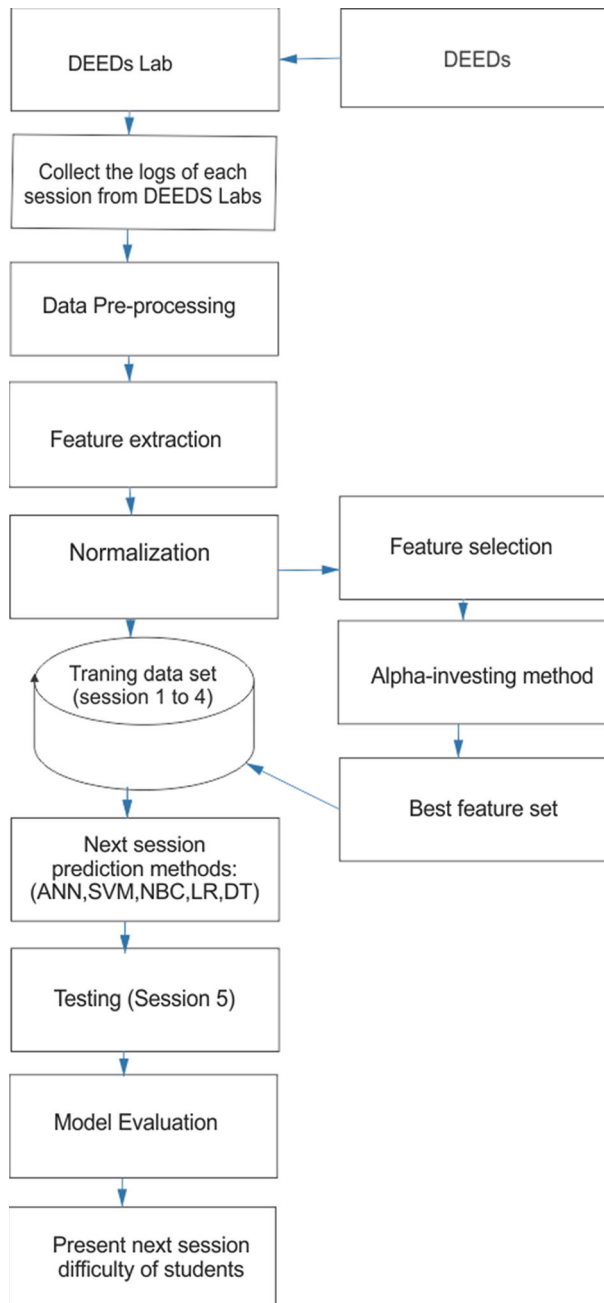 DEEDs Lab
DEEDs
Collect the logs of each
session from DEEDS Labs
Data Pre-processing
Feature extraction
Normalization
Feature selection
Traning data set
(session 1 to 4)
Alpha-investing method
Best feature set
Next session
prediction methods:
(ANN,SVM,NBC,LR,DT)
Testing (Session 5)
Model Evaluation
Present next session
difficulty of students